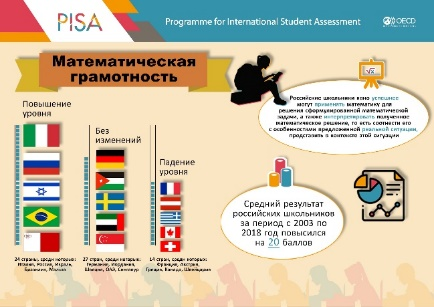 PISA
Programme for International Student Assessment
OECD
Математическая
грамотность
Повышение
уровня
Без
изменений
Падение
уровня
24 страны, среди которых:
Италия, Россия, Израиль,
Бразилия, Мальта
27 стран, среди которых:
Германия, Иордания,
Швеция, ОАЭ, Сингапур
14 стран, среди которых:
Франция, Австрия,
Греция, Канада, Швейцария
Российские школьники явно успешнее
могут применять математику для
решения сформулированной математической
задачи, а также интерпретировать полученное
математическое решение, то есть соотнести его
с особенностями предложенной реальной ситуации,
представить в контексте этой ситуации
Средний результат
российских школьников
за период с 2003 по
2018 год повысился
на 20 баллов